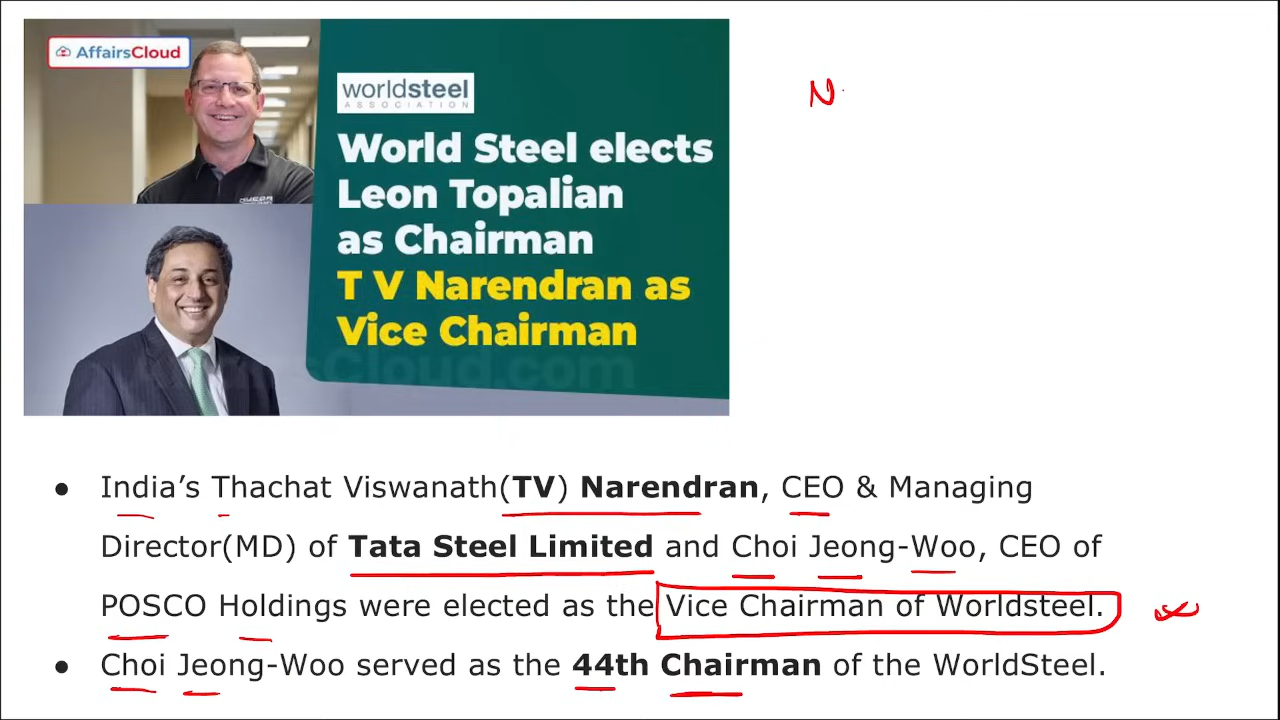 AffairsCloud
worldsteel
ASSOCIATION
World Steel elects
Leon Topalian
as Chairman
T V Narendran as
Vice Chairman
AffairsCloud.com
N
● India’s Thachat Viswanath(TV) Narendran, CEO & Managing
Director(MD) of Tata Steel Limited and Choi Jeong-Woo, CEO of
POSCO Holdings were elected as the Vice Chairman of Worldsteel.
● Choi Jeong-Woo served as the 44th Chairman of the WorldSteel.